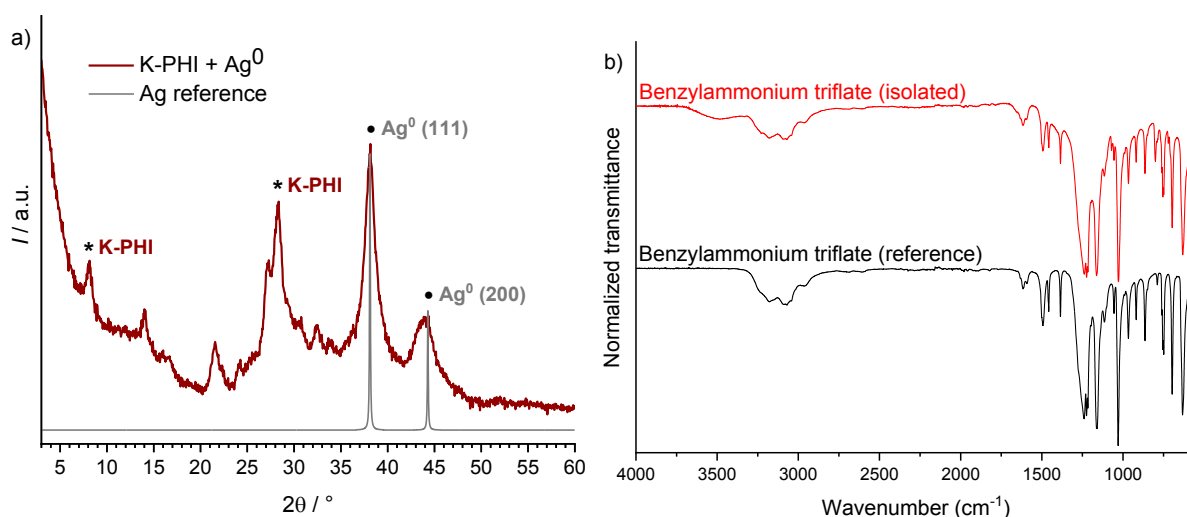 a)
K-PHI + Ag⁰
Ag reference
• Ag⁰ (111)
* K-PHI
* K-PHI
• Ag⁰ (200)
I / a.u.
5 10 15 20 25 30 35 40 45 50 55 60
2θ / °
b)
Benzylammonium triflate (isolated)
Benzylammonium triflate (reference)
Normalized transmittance
4000 3500 3000 2500 2000 1500 1000
Wavenumber (cm⁻¹)